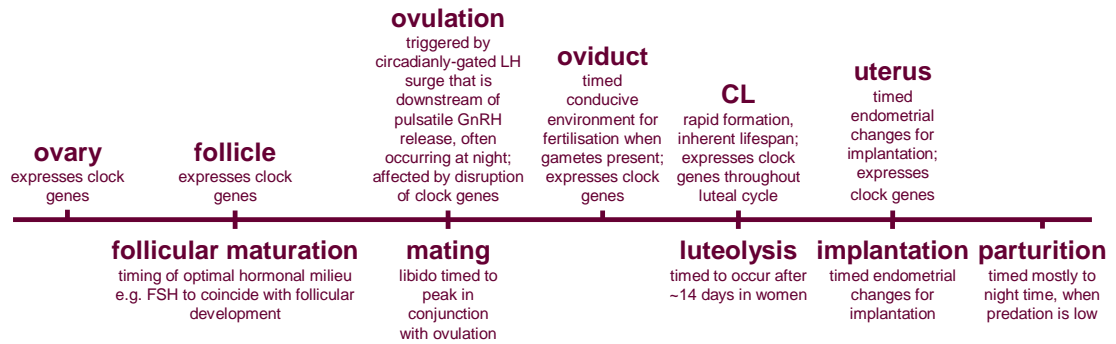 ovary
expresses clock
genes
follicle
expresses clock
genes
ovulation
triggered by
circadianly-gated LH
surge that is
downstream of
pulsatile GnRH
release, often
occurring at night;
affected by disruption
of clock genes
oviduct
timed
conducive
environment for
fertilisation when
gametes present;
expresses clock
genes
CL
rapid formation,
inherent lifespan;
expresses clock
genes throughout
luteal cycle
uterus
timed
endometrial
changes for
implantation;
expresses
clock genes
follicular maturation
timing of optimal hormonal milieu
e.g. FSH to coincide with follicular
development
mating
libido timed to
peak in
conjunction
with ovulation
luteolysis
timed to occur after
~14 days in women
implantation
timed endometrial
changes for
implantation
parturition
timed mostly to
night time, when
predation is low